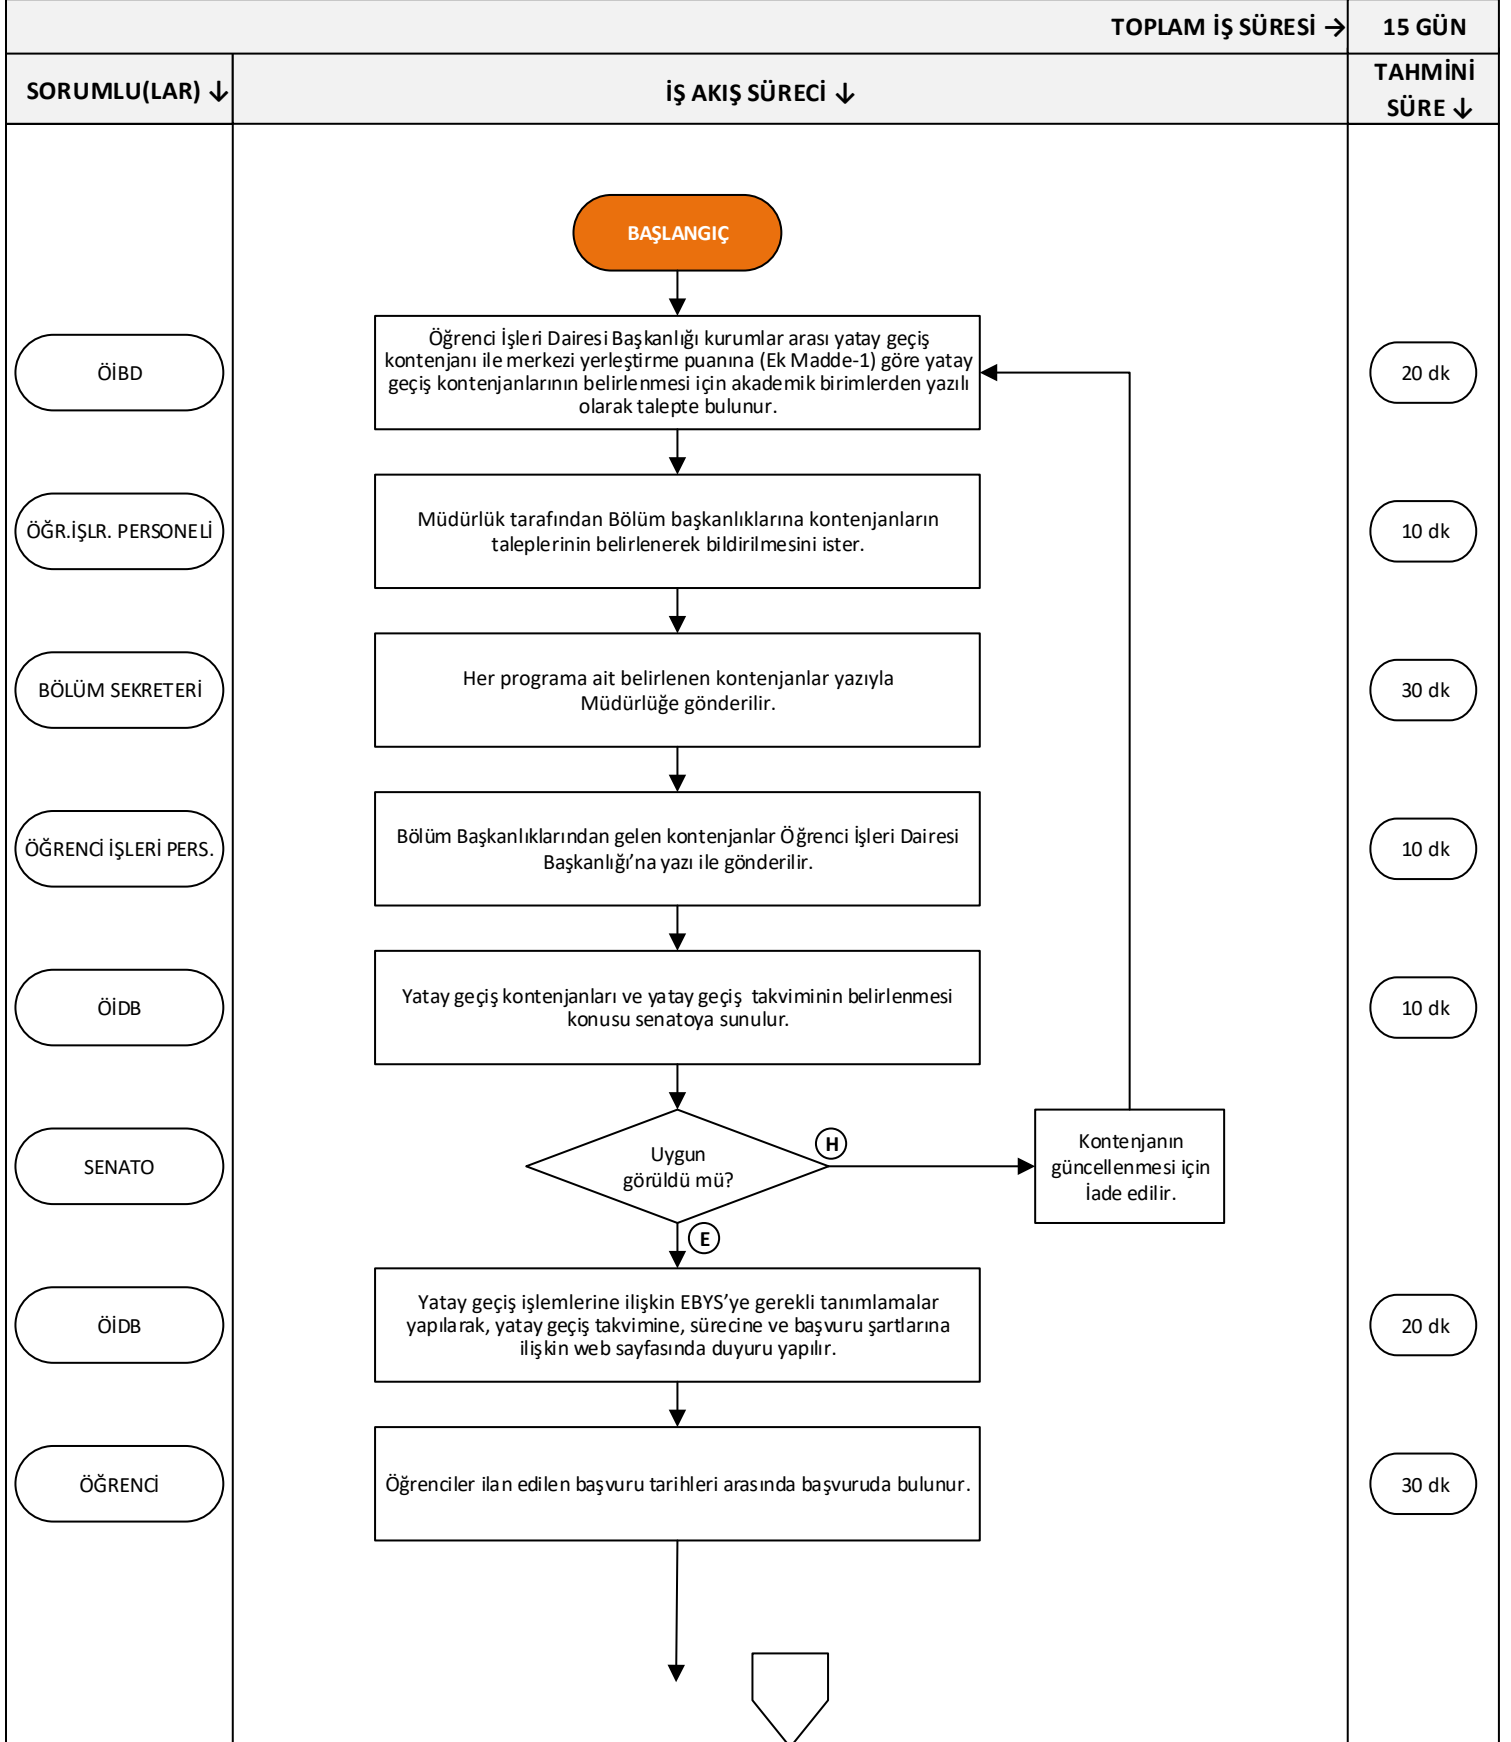 TOPLAM İŞ SÜRESİ →
15 GÜN
SORUMLU(LAR) ↓
İŞ AKIŞ SÜRECİ ↓
TAHMİNİ
SÜRE ↓
BAŞLANGIÇ
ÖİBD
Öğrenci İşleri Dairesi Başkanlığı kurumlar arası yatay geçiş
kontenjanı ile merkezi yerleştirme puanına (Ek Madde-1) göre yatay
geçiş kontenjanlarının belirlenmesi için akademik birimlerden yazılı
olarak talepte bulunur.
20 dk
ÖĞR.İŞLR. PERSONELİ
Müdürlük tarafından Bölüm başkanlıklarına kontenjanların
taleplerinin belirlenerek bildirilmesini ister.
10 dk
BÖLÜM SEKRETERİ
Her programa ait belirlenen kontenjanlar yazıyla
Müdürlüğe gönderilir.
30 dk
ÖĞRENCİ İŞLERİ PERS.
Bölüm Başkanlıklarından gelen kontenjanlar Öğrenci İşleri Dairesi
Başkanlığı’na yazı ile gönderilir.
10 dk
ÖİDB
Yatay geçiş kontenjanları ve yatay geçiş takviminin belirlenmesi
konusu senatoya sunulur.
10 dk
SENATO
Uygun
görüldü mü?
H
Kontenjanın
güncellenmesi için
İade edilir.
E
ÖİDB
Yatay geçiş işlemlerine ilişkin EBYS’ye gerekli tanımlamalar
yapılarak, yatay geçiş takvimine, sürecine ve başvuru şartlarına
ilişkin web sayfasında duyuru yapılır.
20 dk
ÖĞRENCİ
Öğrenciler ilan edilen başvuru tarihleri arasında başvuruda bulunur.
30 dk